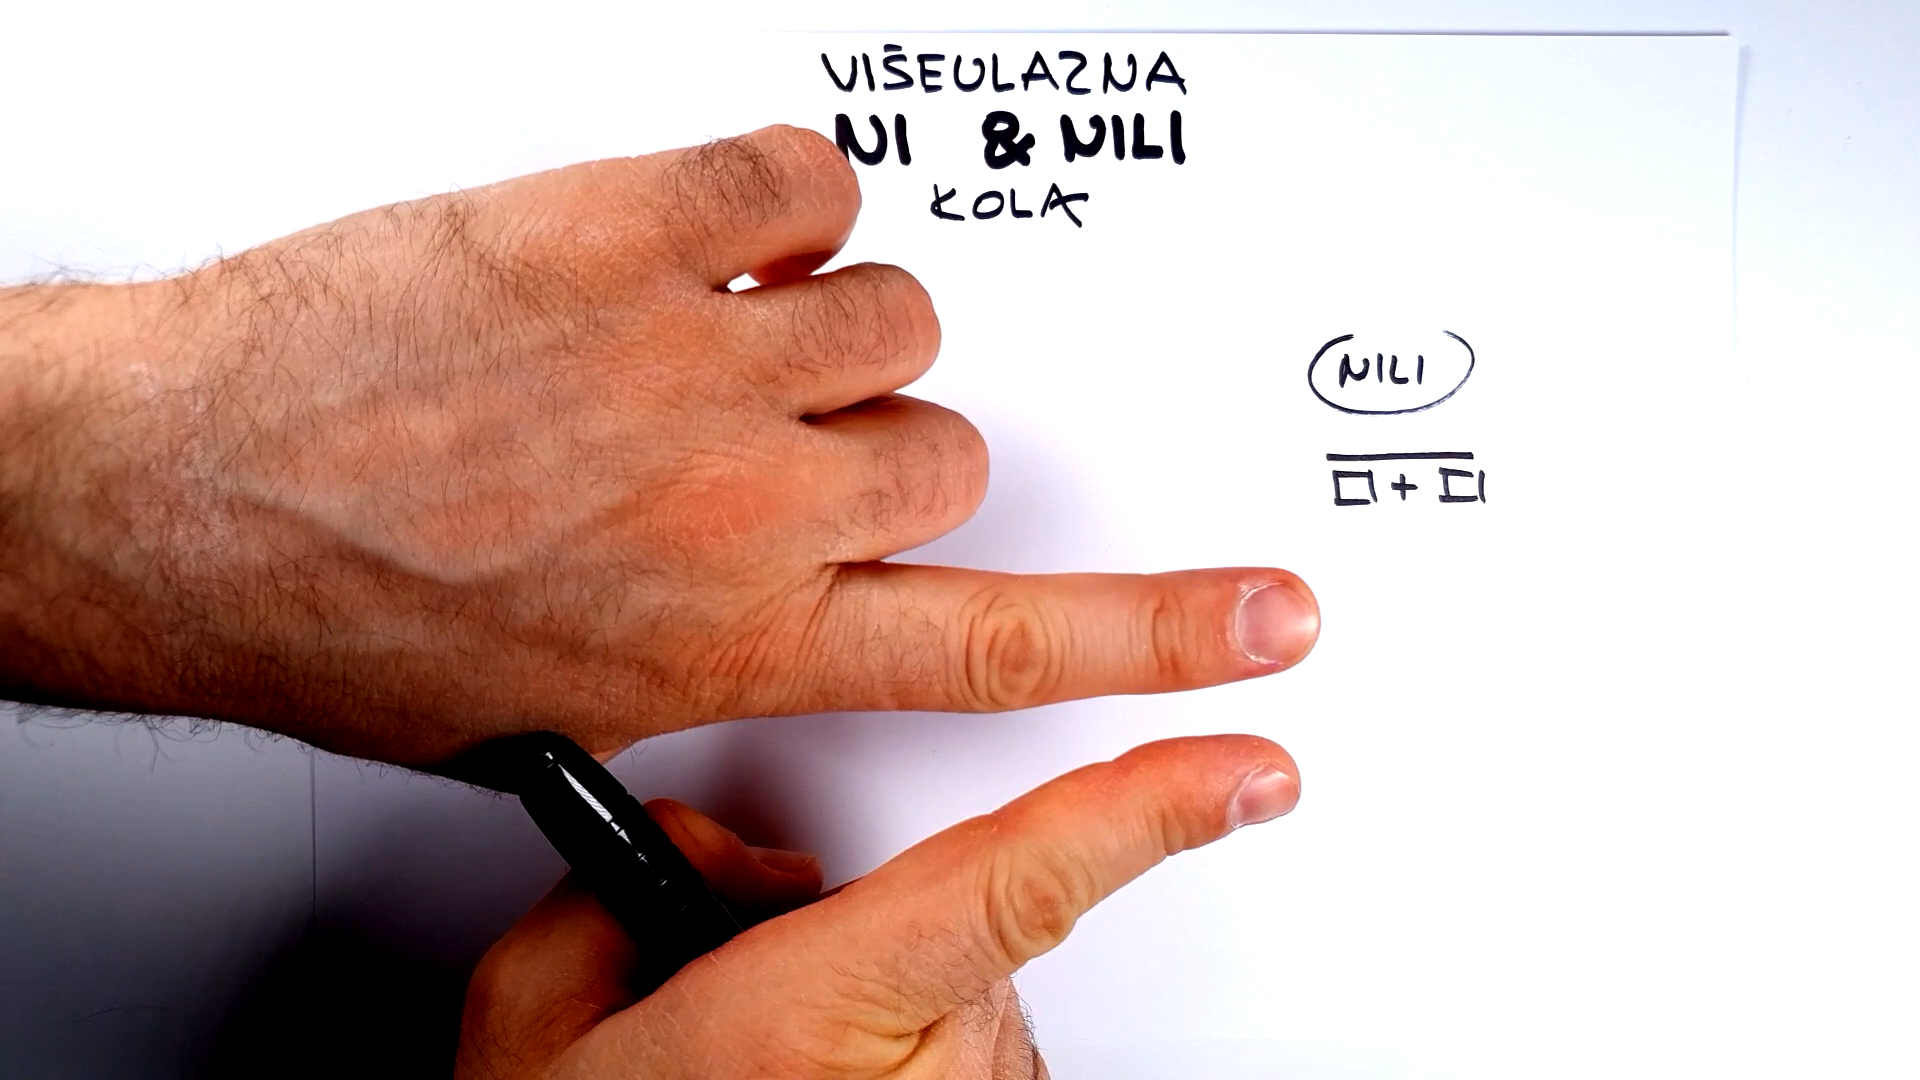 VIŠEULAZNA
NI & NILI
KOLA
NILI
□ + □